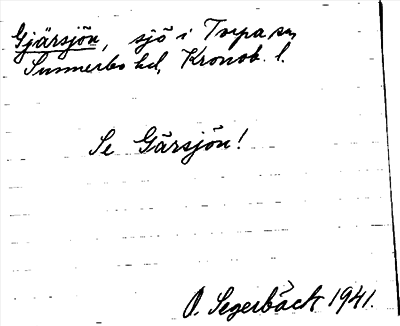 Gjärsjön, sjö i Torpa sn,
Sunnerbo hd, Kronob. l.
Se Gärsjön!
O. Segerbäck 1941.